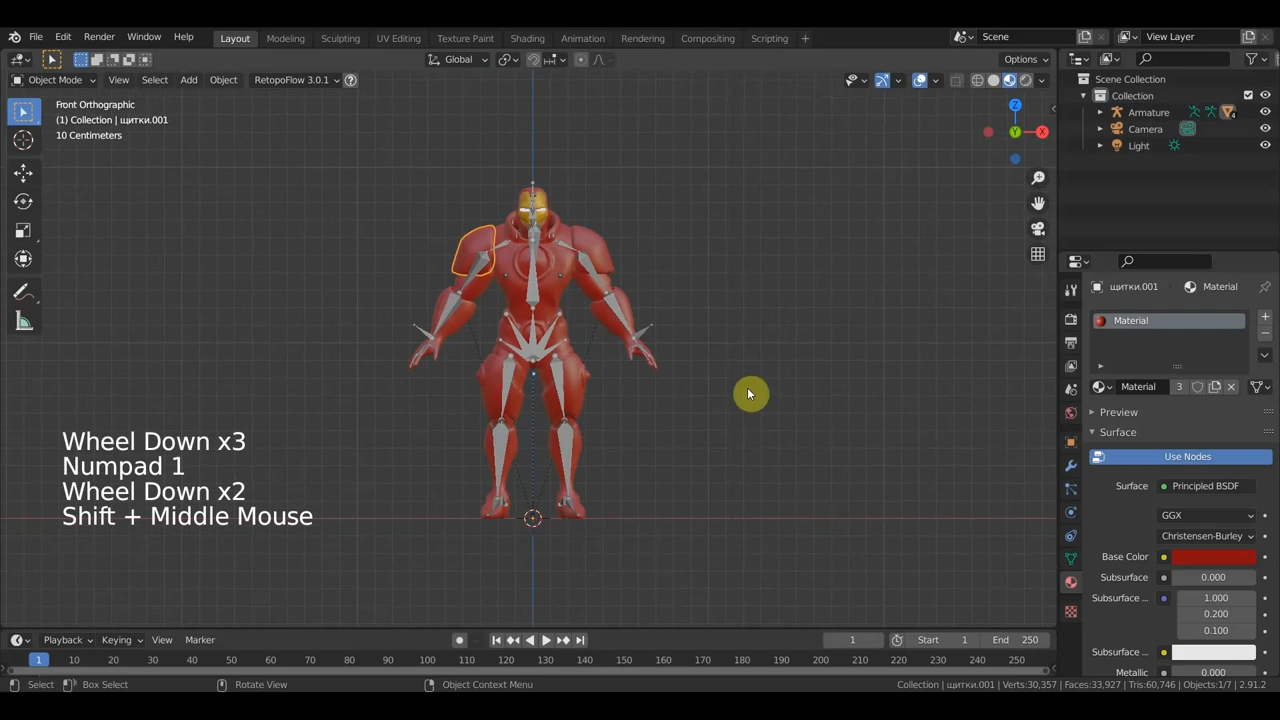 File Edit Render Window Help Layout Modeling Sculpting UV Editing Texture Paint Shading Animation Rendering Compositing Scripting + Scene View Layer
Global Options
Object Mode View Select Add Object RetopoFlow 3.0.1
Scene Collection
Collection
Armature 4
Camera
Light
Front Orthographic
(1) Collection | щитки.001
10 Centimeters
Z
Y
X
щитки.001 Material
Material
Material 3
Preview
Surface
Use Nodes
Surface Principled BSDF
GGX
Christensen-Burley
Base Color
Subsurface 0.000
Subsurface ... 1.000
0.200
0.100
Subsurface ...
Metallic 0.000
Wheel Down x3
Numpad 1
Wheel Down x2
Shift + Middle Mouse
Playback Keying View Marker 1 Start 1 End 250
1 10 20 30 40 50 60 70 80 90 100 110 120 130 140 150 160 170 180 190 200 210 220 230 240 250
Select Box Select Rotate View Object Context Menu Collection | щитки.001 | Verts:30,357 | Faces:33,927 | Tris:60,746 | Objects:1/7 | 2.91.2